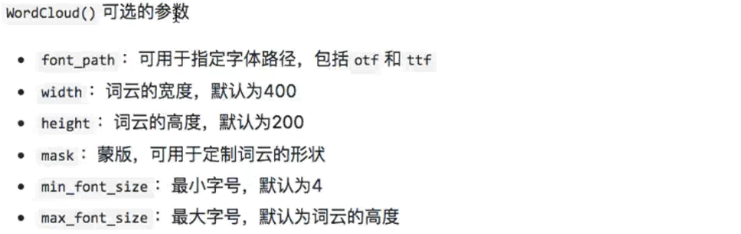 WordCloud() 可选的参数
font_path： 可用于指定字体路径，包括 otf 和 ttf
width： 词云的宽度，默认为400
height： 词云的高度，默认为200
mask： 蒙版，可用于定制词云的形状
min_font_size： 最小字号，默认为4
max_font_size： 最大字号，默认为词云的高度